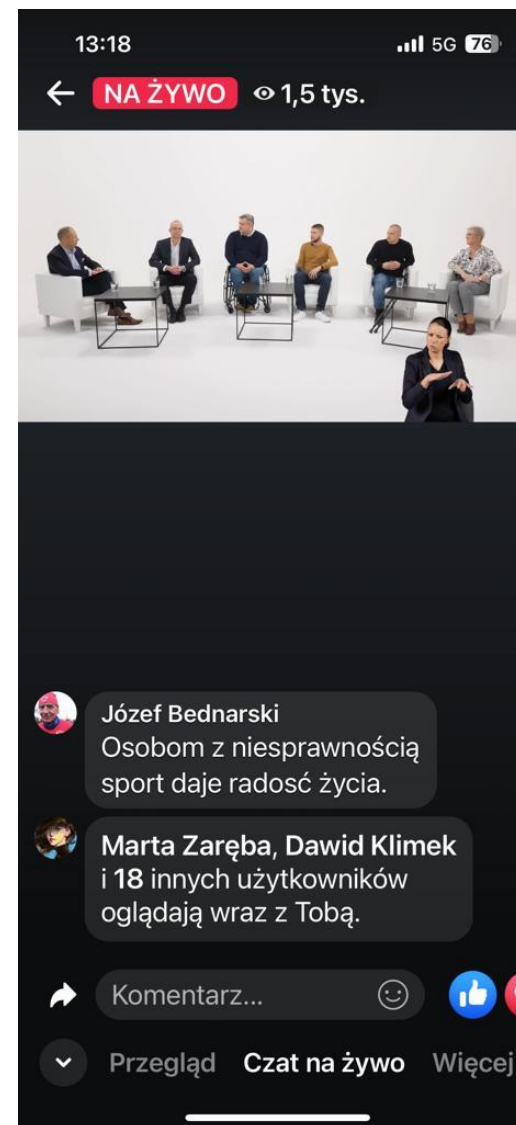 13:18
5G 76
NA ŻYWO 1,5 tys.
Józef Bednarski
Osobom z niesprawnością
sport daje radosć życia.
Marta Zaręba, Dawid Klimek
i 18 innych użytkowników
oglądają wraz z Tobą.
Komentarz...
Przegląd Czat na żywo Więcej